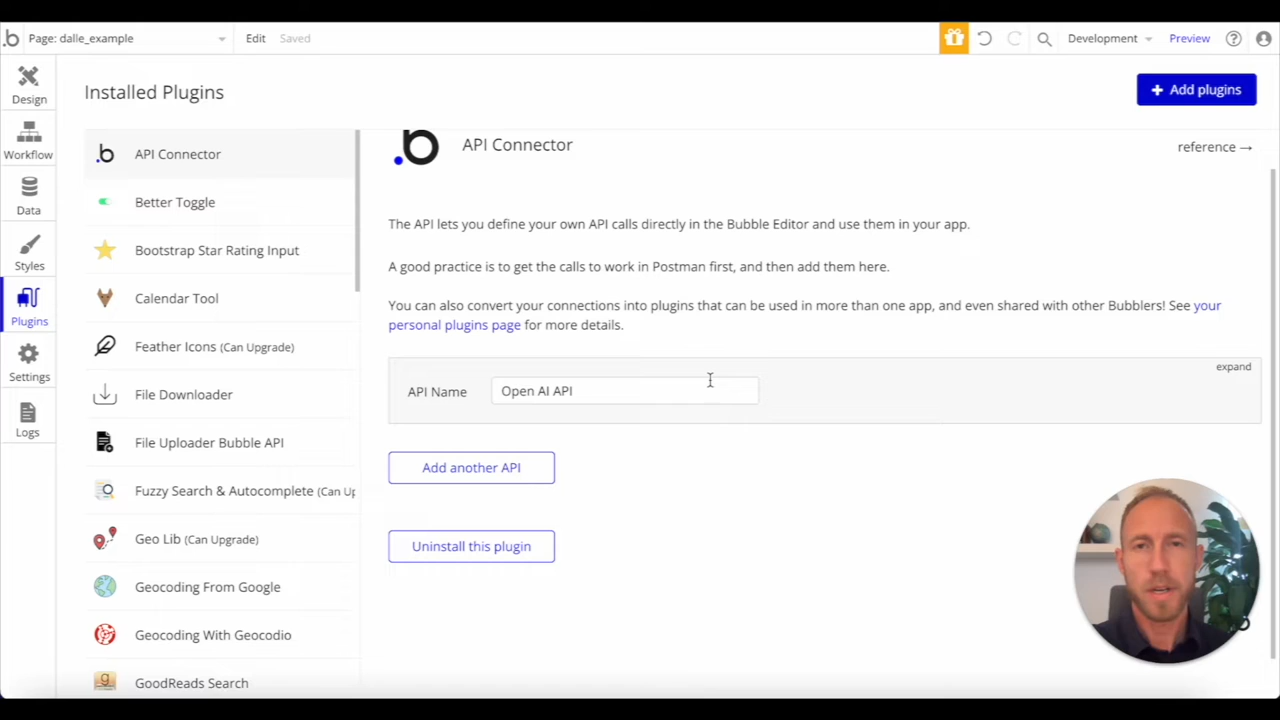 Page: dalle_example
Edit
Saved
Development
Preview
Design
Workflow
Data
Styles
Plugins
Settings
Logs
Installed Plugins
+ Add plugins
API Connector
Better Toggle
Bootstrap Star Rating Input
Calendar Tool
Feather Icons (Can Upgrade)
File Downloader
File Uploader Bubble API
Fuzzy Search & Autocomplete (Can Up
Geo Lib (Can Upgrade)
Geocoding From Google
Geocoding With Geocodio
GoodReads Search
.b API Connector
reference →
The API lets you define your own API calls directly in the Bubble Editor and use them in your app.
A good practice is to get the calls to work in Postman first, and then add them here.
You can also convert your connections into plugins that can be used in more than one app, and even shared with other Bubblers! See your
personal plugins page for more details.
expand
API Name Open AI API
Add another API
Uninstall this plugin